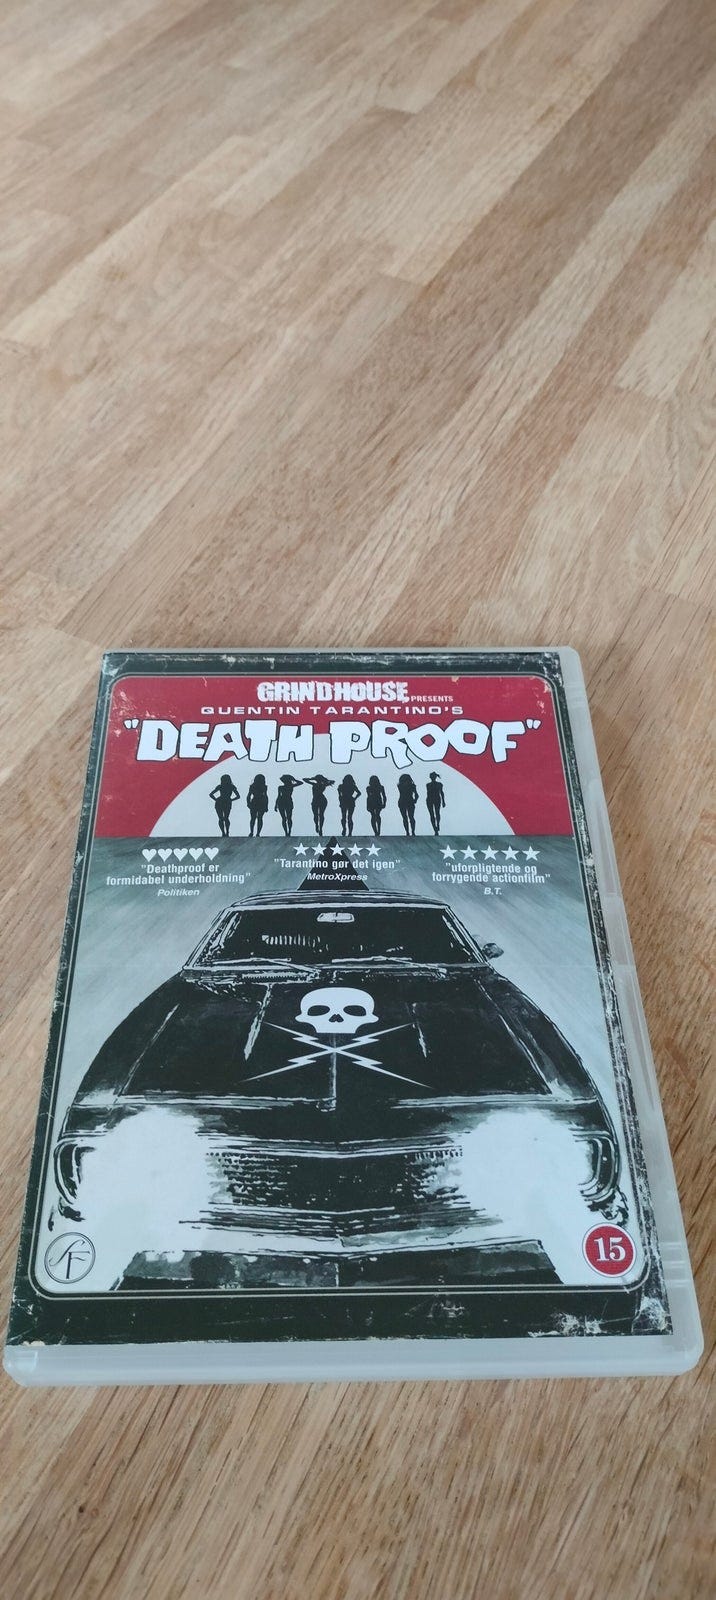 GRINDHOUSE PRESENTS
QUENTIN TARANTINO'S
"DEATH PROOF"
"Deathproof er
formidabel underholdning"
Politiken
"Tarantino gør det igen"
MetroXpress
"uforpligtende og
forrygende actionfilm"
B.T.
SF
15